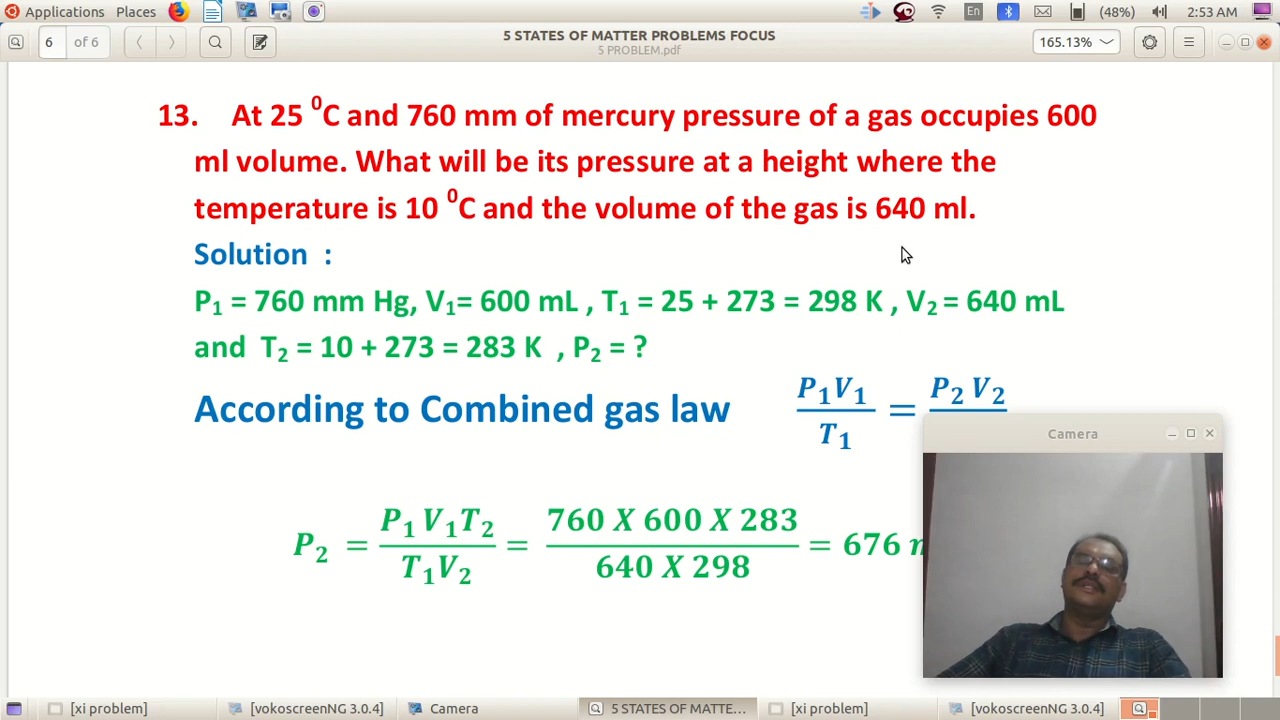 Applications Places En (48%) 2:53 AM
6 of 6 5 STATES OF MATTER PROBLEMS FOCUS 165.13%
5 PROBLEM.pdf
13. At 25 ⁰C and 760 mm of mercury pressure of a gas occupies 600
ml volume. What will be its pressure at a height where the
temperature is 10 ⁰C and the volume of the gas is 640 ml.
Solution :
P₁ = 760 mm Hg, V₁= 600 mL , T₁ = 25 + 273 = 298 K , V₂ = 640 mL
and T₂ = 10 + 273 = 283 K , P₂ = ?
According to Combined gas law P₁V₁ / T₁ = P₂ V₂
Camera
P₂ = P₁ V₁T₂ / T₁V₂ = 760 X 600 X 283 / 640 X 298 = 676
[xi problem] [vokoscreenNG 3.0.4] Camera 5 STATES OF MATTE... [xi problem] [vokoscreenNG 3.0.4]